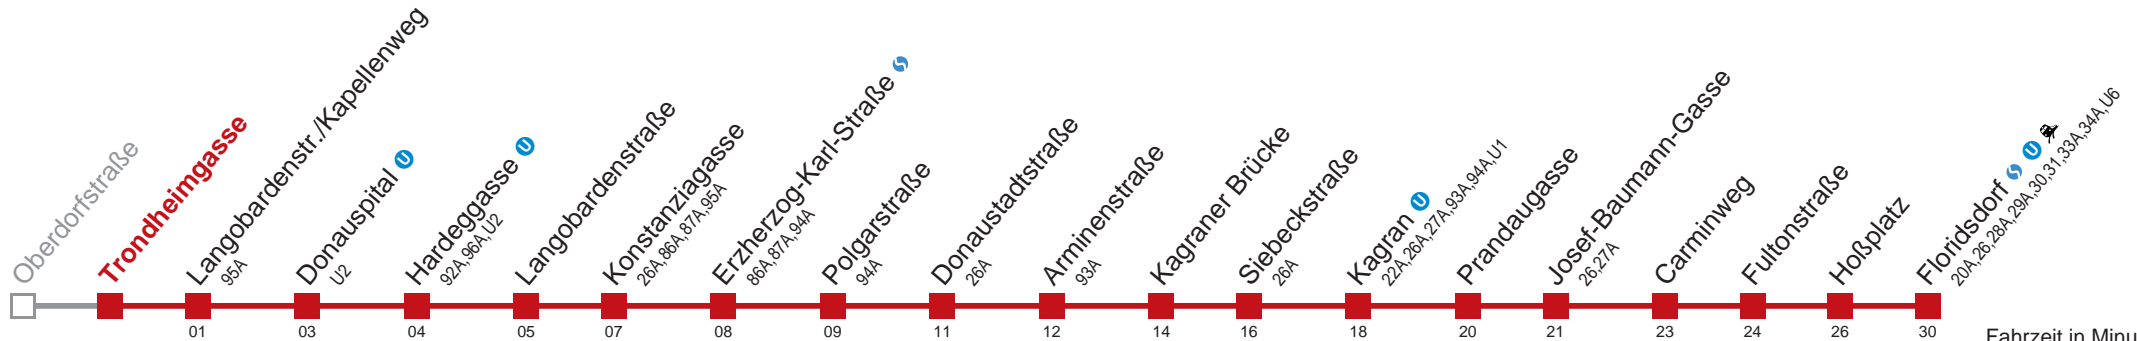 Oberdorfstraße
Trondheimgasse
Langobardenstr./Kapellenweg
95A
Donauspital U
U2
Hardeggasse U
92A,96A,U2
Langobardenstraße
Konstanziagasse
26A,86A,87A,95A
Erzherzog-Karl-Straße S
86A,87A,94A
Polgarstraße
94A
Donaustadtstraße
26A
Arminenstraße
93A
Kagraner Brücke
Siebeckstraße
26A
Kagran U
22A,26A,27A,93A,94A,U1
Prandaugasse
Josef-Baumann-Gasse
26,27A
Carminweg
Fultonstraße
Hoßplatz
Floridsdorf S U
20A,26,28A,29A,30,31,33A,34A,U6
01 03 04 05 07 08 09 11 12 14 16 18 20 21 23 24 26 30
Fahrzeit in Minu